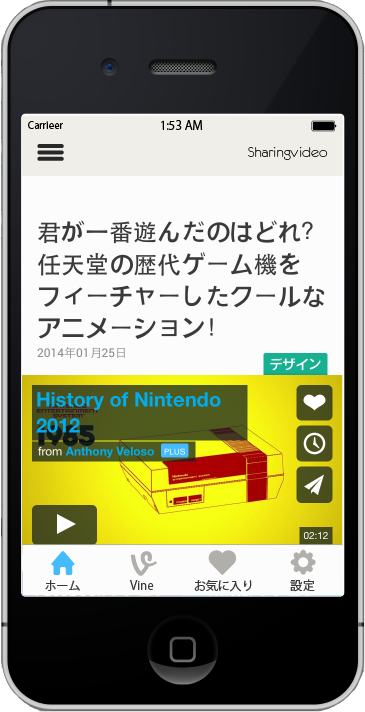 Carrieer 1:53 AM
Sharingvideo
君が一番遊んだのはどれ?
任天堂の歴代ゲーム機を
フィーチャーしたクールな
アニメーション!
2014年01月25日
デザイン
History of Nintendo
2012
ENTERTAINMENT
SYSTEM
1985
from Anthony Veloso PLUS
Nintendo
02:12
ホーム Vine お気に入り 設定